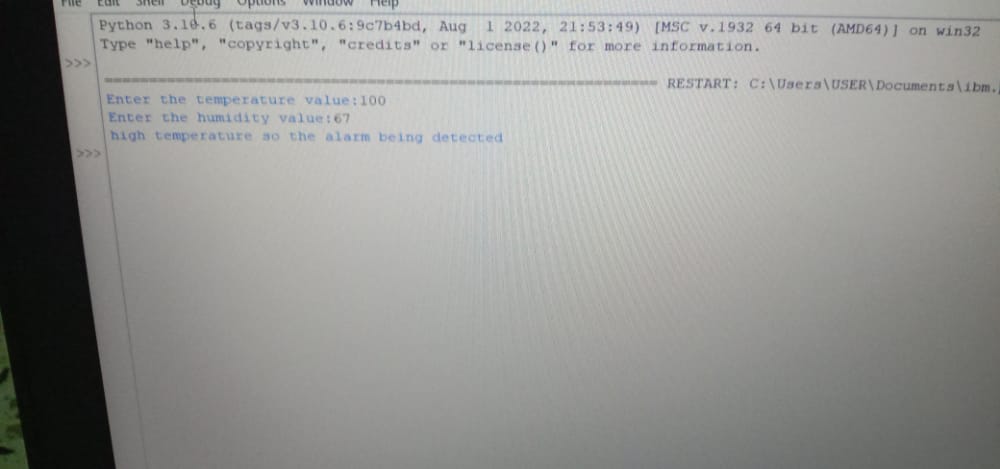 File Edit Shell Debug Options Window Help
Python 3.10.6 (tags/v3.10.6:9c7b4bd, Aug  1 2022, 21:53:49) [MSC v.1932 64 bit (AMD64)] on win32
Type "help", "copyright", "credits" or "license()" for more information.
>>>
RESTART: C:\Users\USER\Documents\ibm.
Enter the temperature value:100
Enter the humidity value:67
high temperature so the alarm being detected
>>>